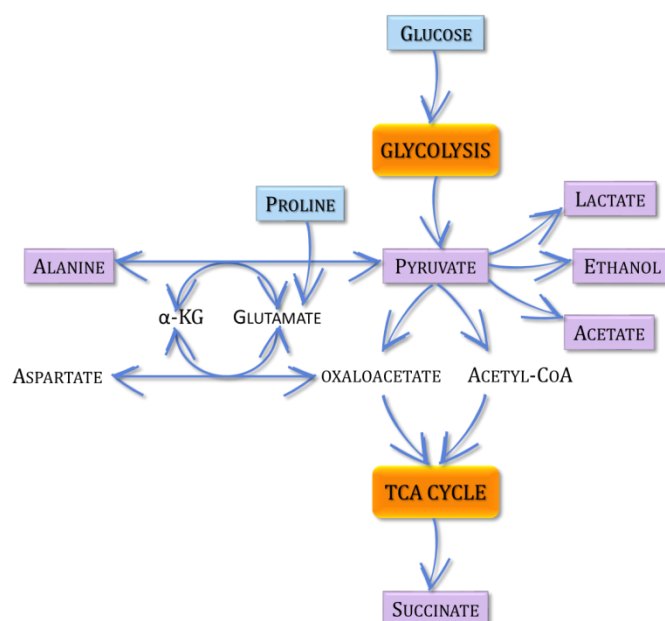 GLUCOSE
GLYCOLYSIS
PROLINE
LACTATE
ALANINE
PYRUVATE
ETHANOL
α-KG
GLUTAMATE
ACETATE
ASPARTATE
OXALOACETATE
ACETYL-COA
TCA CYCLE
SUCCINATE